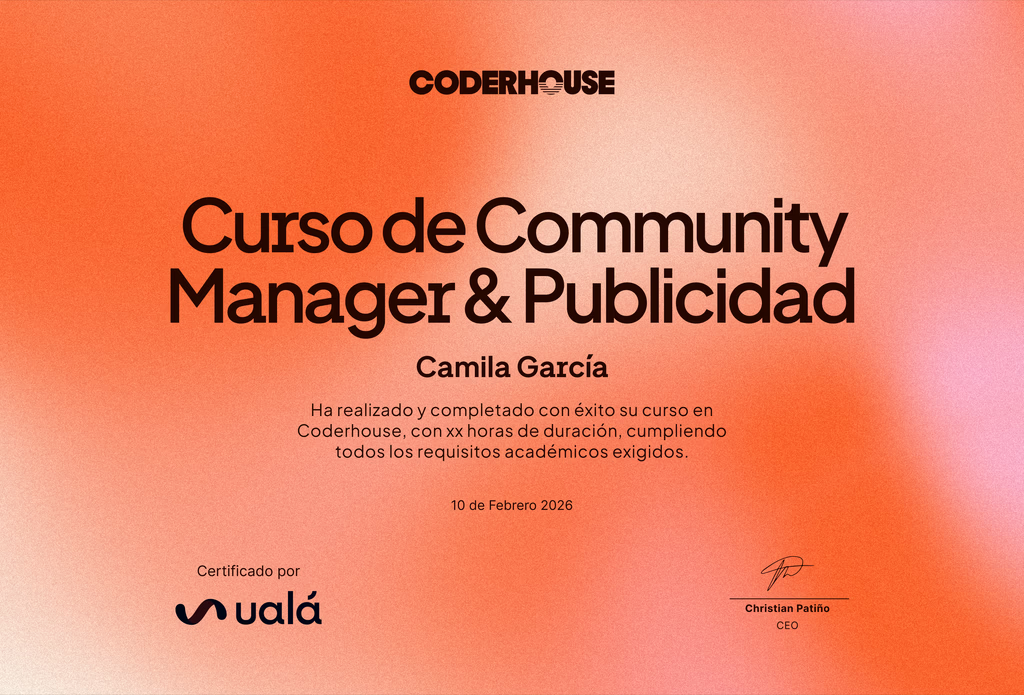 CODERHOUSE
Curso de Community
Manager & Publicidad
Camila García
Ha realizado y completado con éxito su curso en
Coderhouse, con xx horas de duración, cumpliendo
todos los requisitos académicos exigidos.
10 de Febrero 2026
Certificado por
ualá
Christian Patiño
CEO